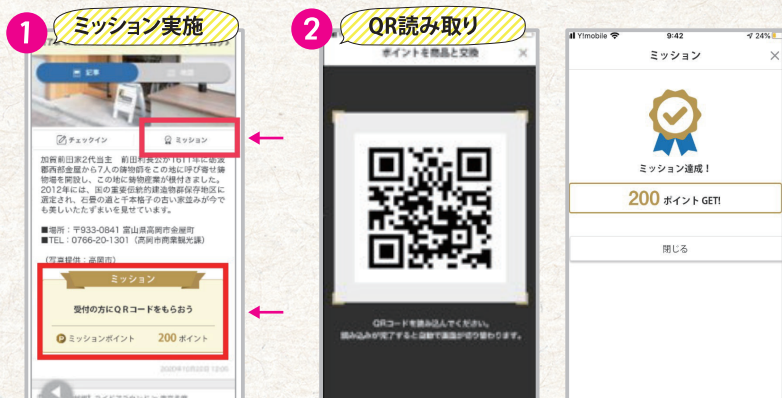 1 ミッション実施
記事
チェックイン
ミッション
加賀前田家2代当主 前田利長公が1611年に砺波
郡西部金屋から7人の鋳物師をこの地に呼び寄せ鋳
物場を開設し、この地に鋳物産業が根付きました。
2012年には、国の重要伝統的建造物群保存地区に
選定され、石畳の道と千本格子の古い家並みが今で
も美しいたたずまいを見せています。
■場所:〒933-0841 富山県高岡市金屋町
■TEL:0766-20-1301(高岡市商業観光課)
(写真提供:高岡市)
ミッション
受付の方にQRコードをもらおう
P ミッションポイント 200 ポイント
2020年10月20日 12:05
2 QR読み取り
ポイントを商品と交換 ×
QRコードを読み込んでください。
読み込みが完了すると自動で画面が切り替わります。
Y!mobile 9:42 24%
ミッション ×
ミッション達成!
200 ポイント GET!
閉じる